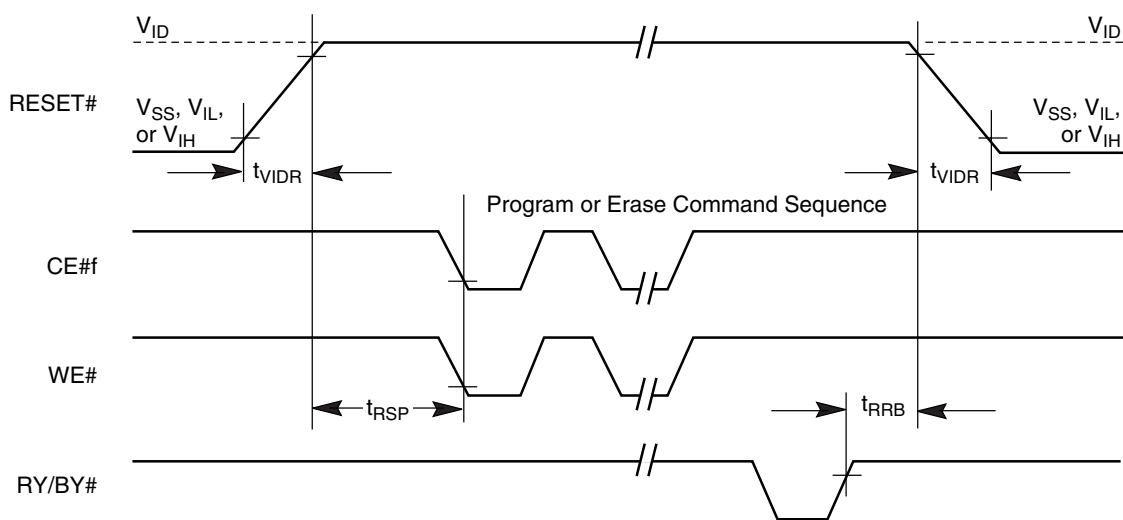 V_ID
V_ID
RESET#
V_SS, V_IL,
or V_IH
V_SS, V_IL,
or V_IH
t_VIDR
t_VIDR
Program or Erase Command Sequence
CE#f
WE#
t_RSP
t_RRB
RY/BY#